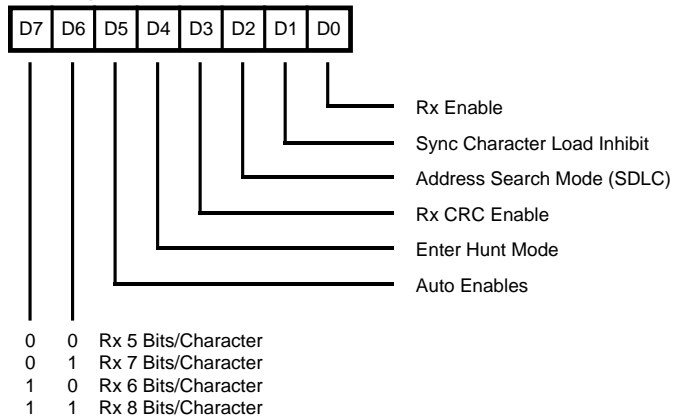 D7 D6 D5 D4 D3 D2 D1 D0
Rx Enable
Sync Character Load Inhibit
Address Search Mode (SDLC)
Rx CRC Enable
Enter Hunt Mode
Auto Enables
0 0 Rx 5 Bits/Character
0 1 Rx 7 Bits/Character
1 0 Rx 6 Bits/Character
1 1 Rx 8 Bits/Character